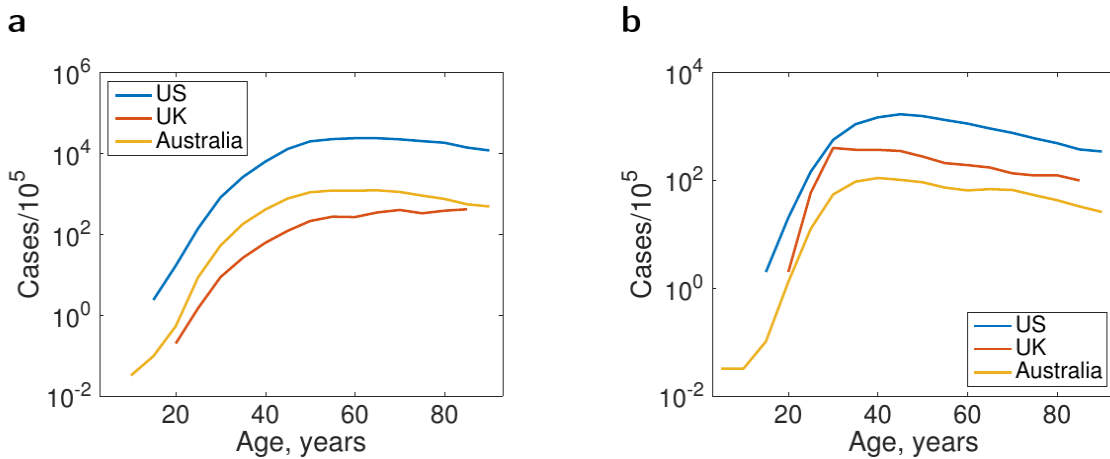 a
Cases/10^5
10^6
10^4
10^2
10^0
10^-2
US
UK
Australia
20 40 60 80
Age, years
b
Cases/10^5
10^4
10^2
10^0
10^-2
US
UK
Australia
20 40 60 80
Age, years